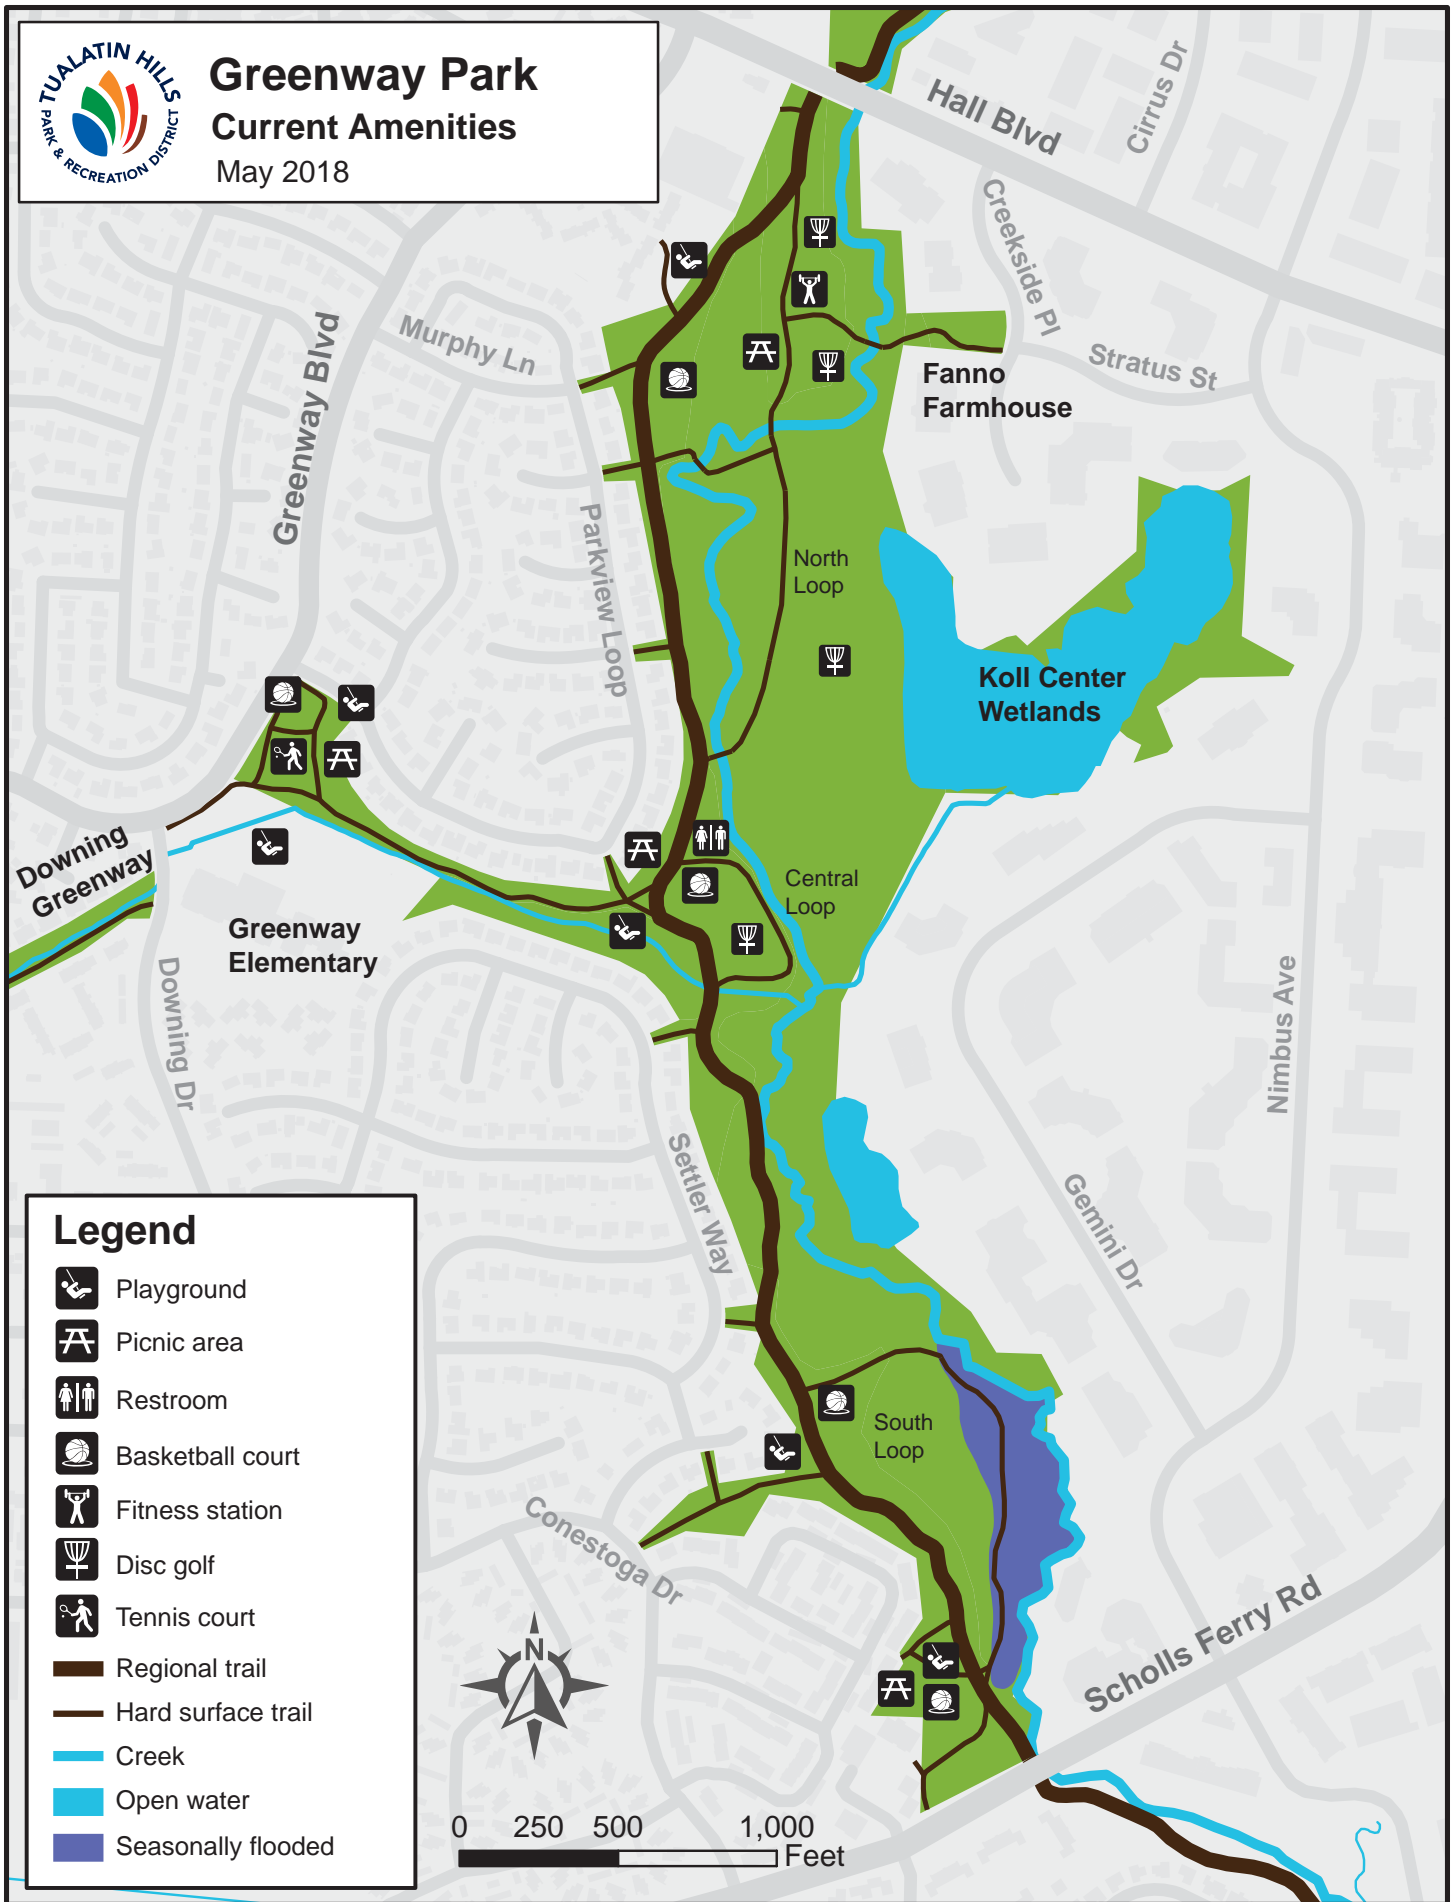 TUALATIN HILLS
PARK & RECREATION DISTRICT
Greenway Park
Current Amenities
May 2018
Hall Blvd
Cirrus Dr
Creekside Pl
Stratus St
Fanno
Farmhouse
Murphy Ln
Greenway Blvd
Parkview Loop
North
Loop
Koll Center
Wetlands
Downing
Greenway
Central
Loop
Greenway
Elementary
Downing Dr
Nimbus Ave
Settler Way
Gemini Dr
South
Loop
Conestoga Dr
Scholls Ferry Rd
Legend
Playground
Picnic area
Restroom
Basketball court
Fitness station
Disc golf
Tennis court
Regional trail
Hard surface trail
Creek
Open water
Seasonally flooded
N
0 250 500 1,000
Feet